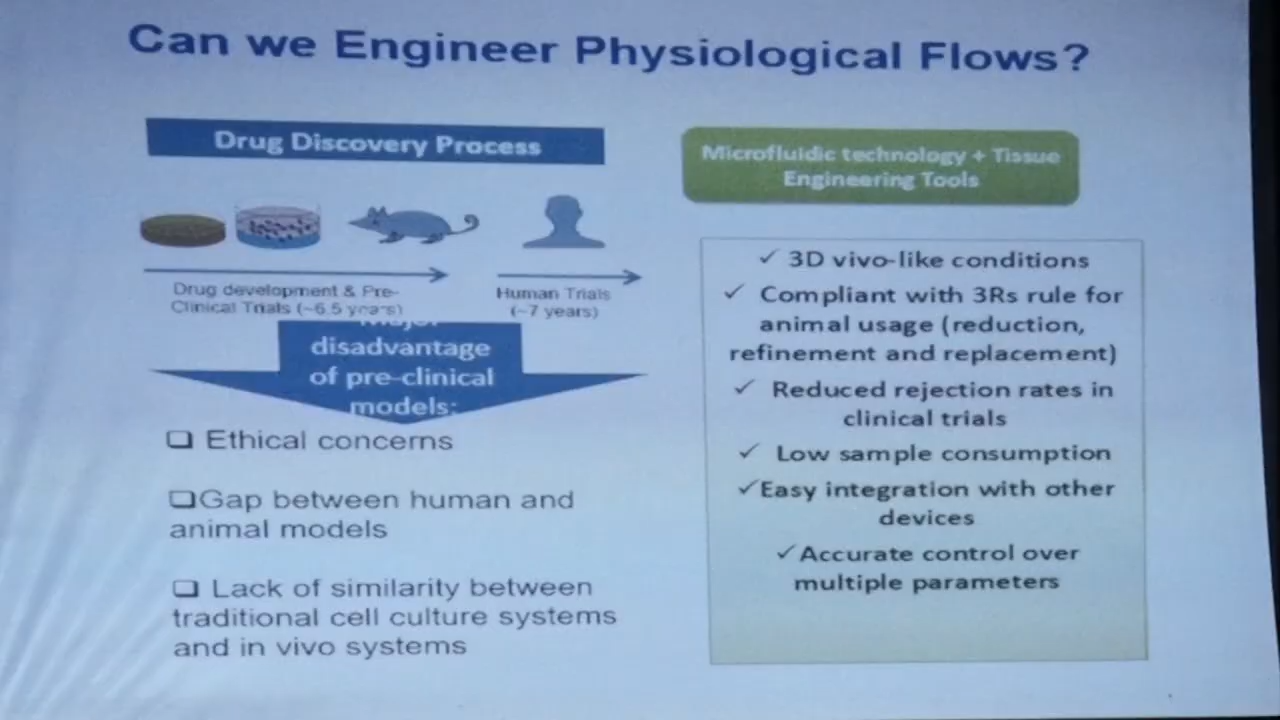 Can we Engineer Physiological Flows?
Drug Discovery Process
Drug development & Pre-
Clinical Trials (~6.5 years)
Human Trials
(~7 years)
Major
disadvantage
of pre-clinical
models:
❑ Ethical concerns
❑Gap between human and
animal models
❑ Lack of similarity between
traditional cell culture systems
and in vivo systems
Microfluidic technology + Tissue
Engineering Tools
✓ 3D vivo-like conditions
✓ Compliant with 3Rs rule for
animal usage (reduction,
refinement and replacement)
✓ Reduced rejection rates in
clinical trials
✓ Low sample consumption
✓Easy integration with other
devices
✓Accurate control over
multiple parameters